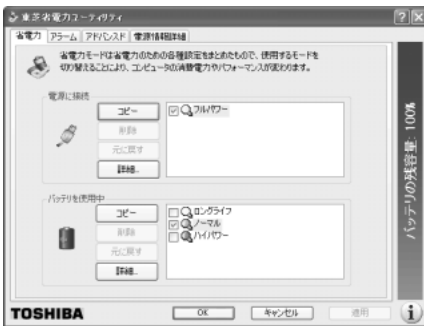 東芝省電力ユーティリティ
省電力 アラーム アドバンスド 電源情報詳細
省電力モードは省電力のための各種設定をまとめたもので、使用するモードを
切り替えることにより、コンピュータの消費電力やパフォーマンスが変わります。
電源に接続
コピー
削除
元に戻す
詳細...
フルパワー
バッテリを使用中
コピー
削除
元に戻す
詳細...
ロングライフ
ノーマル
ハイパワー
バッテリの残容量: 100%
TOSHIBA
OK
キャンセル
適用